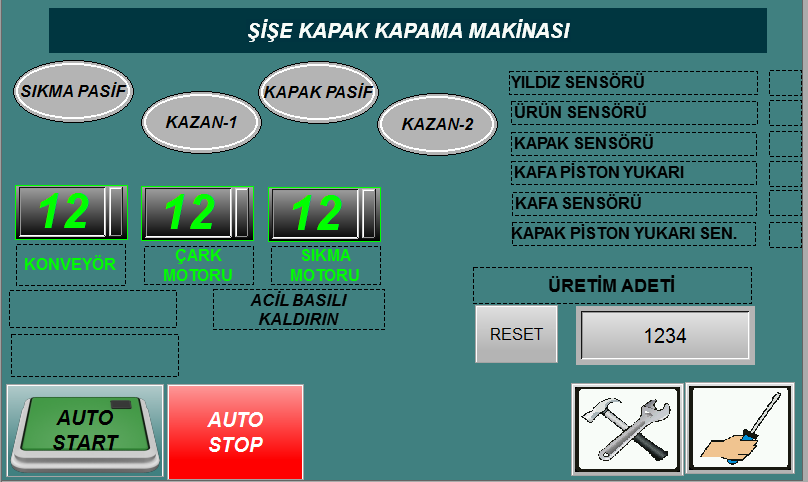 ŞİŞE KAPAK KAPAMA MAKİNASI
SIKMA PASİF
KAZAN-1
KAPAK PASİF
KAZAN-2
YILDIZ SENSÖRÜ
ÜRÜN SENSÖRÜ
KAPAK SENSÖRÜ
KAFA PİSTON YUKARI
KAFA SENSÖRÜ
KAPAK PİSTON YUKARI SEN.
12
12
12
KONVEYÖR
ÇARK
MOTORU
SIKMA
MOTORU
ACİL BASILI
KALDIRIN
ÜRETİM ADETİ
RESET
1234
AUTO
START
AUTO
STOP